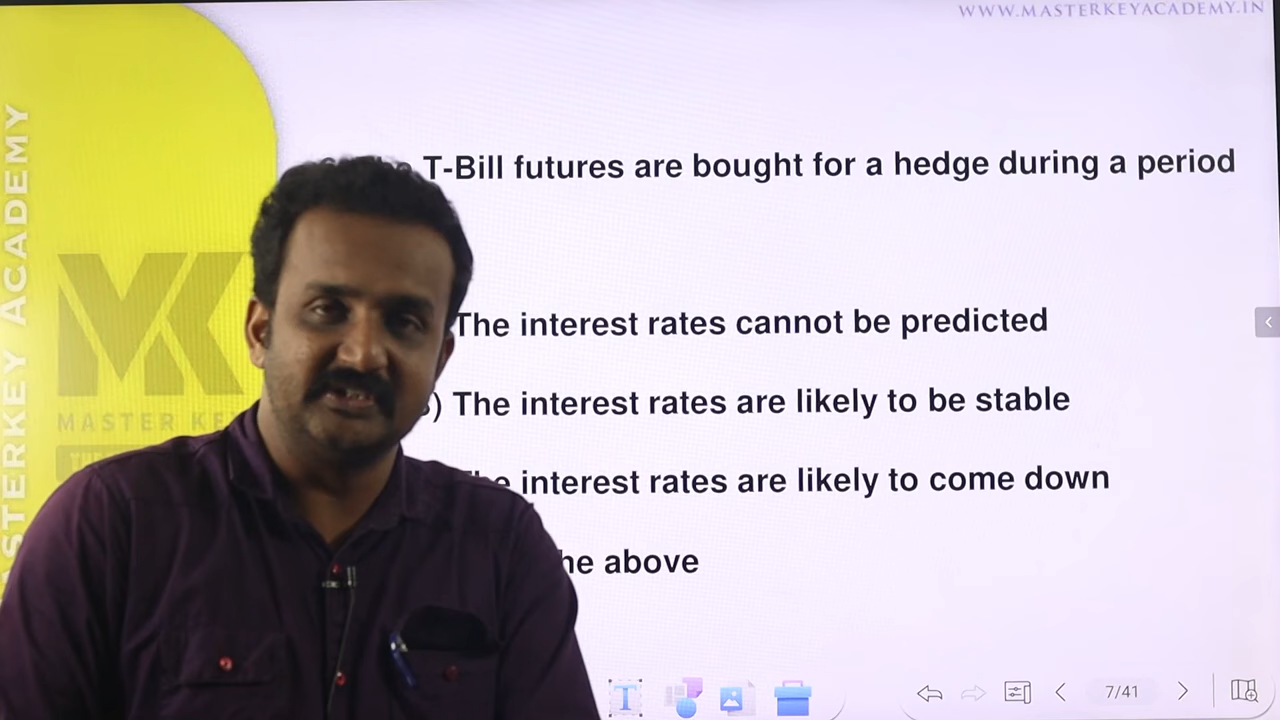 WWW.MASTERKEYACADEMY.IN
T-Bill futures are bought for a hedge during a period
The interest rates cannot be predicted
) The interest rates are likely to be stable
interest rates are likely to come down
above
MASTERKEY ACADEMY
MK
MASTER KE
7/41
T